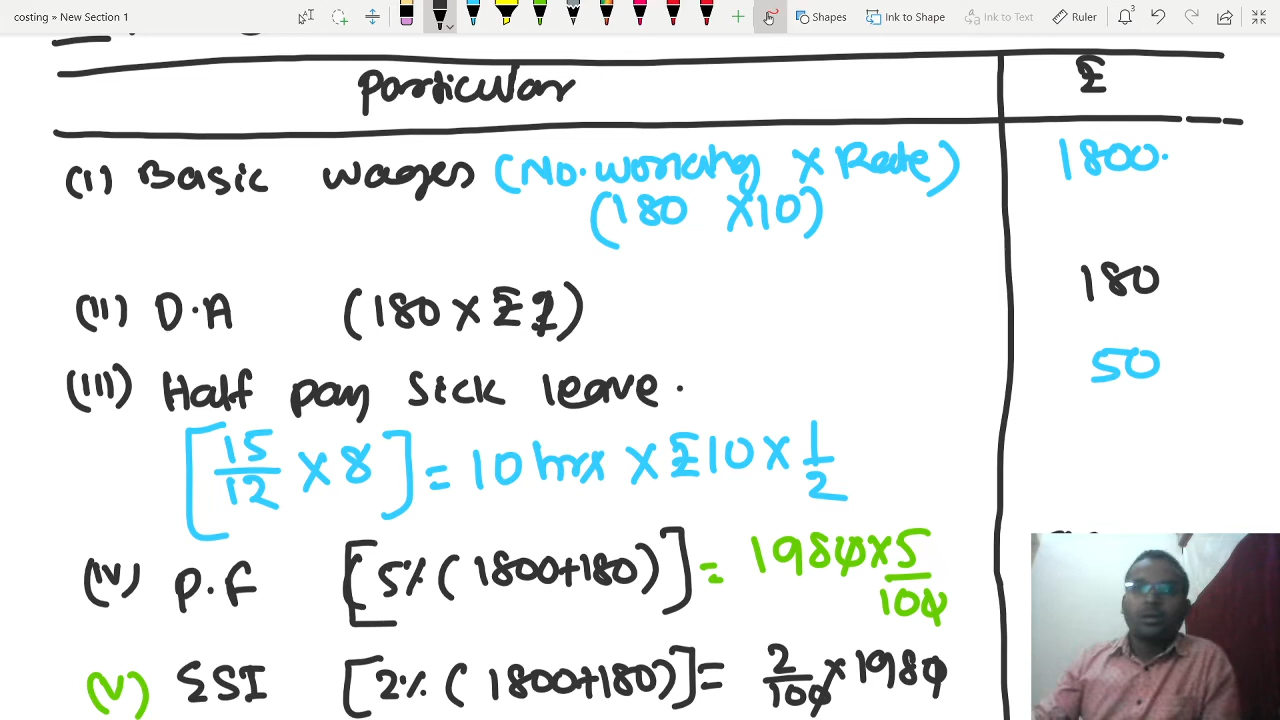 costing » New Section 1
Shapes Ink to Shape Ink to Text Ruler 3
Particular ₹
(I) Basic wages (No. working × Rate) 1800.
(180 × 10)
(II) D.A (180 × ₹ 1) 180
(III) Half pay Sick leave. 50
[15/12 × 8] = 10 hrs × ₹10 × 1/2
(IV) P.F [5% (1800+180)] = 1980 × 5/100
(V) ESI [2% (1800+180)] = 2/100 × 1980